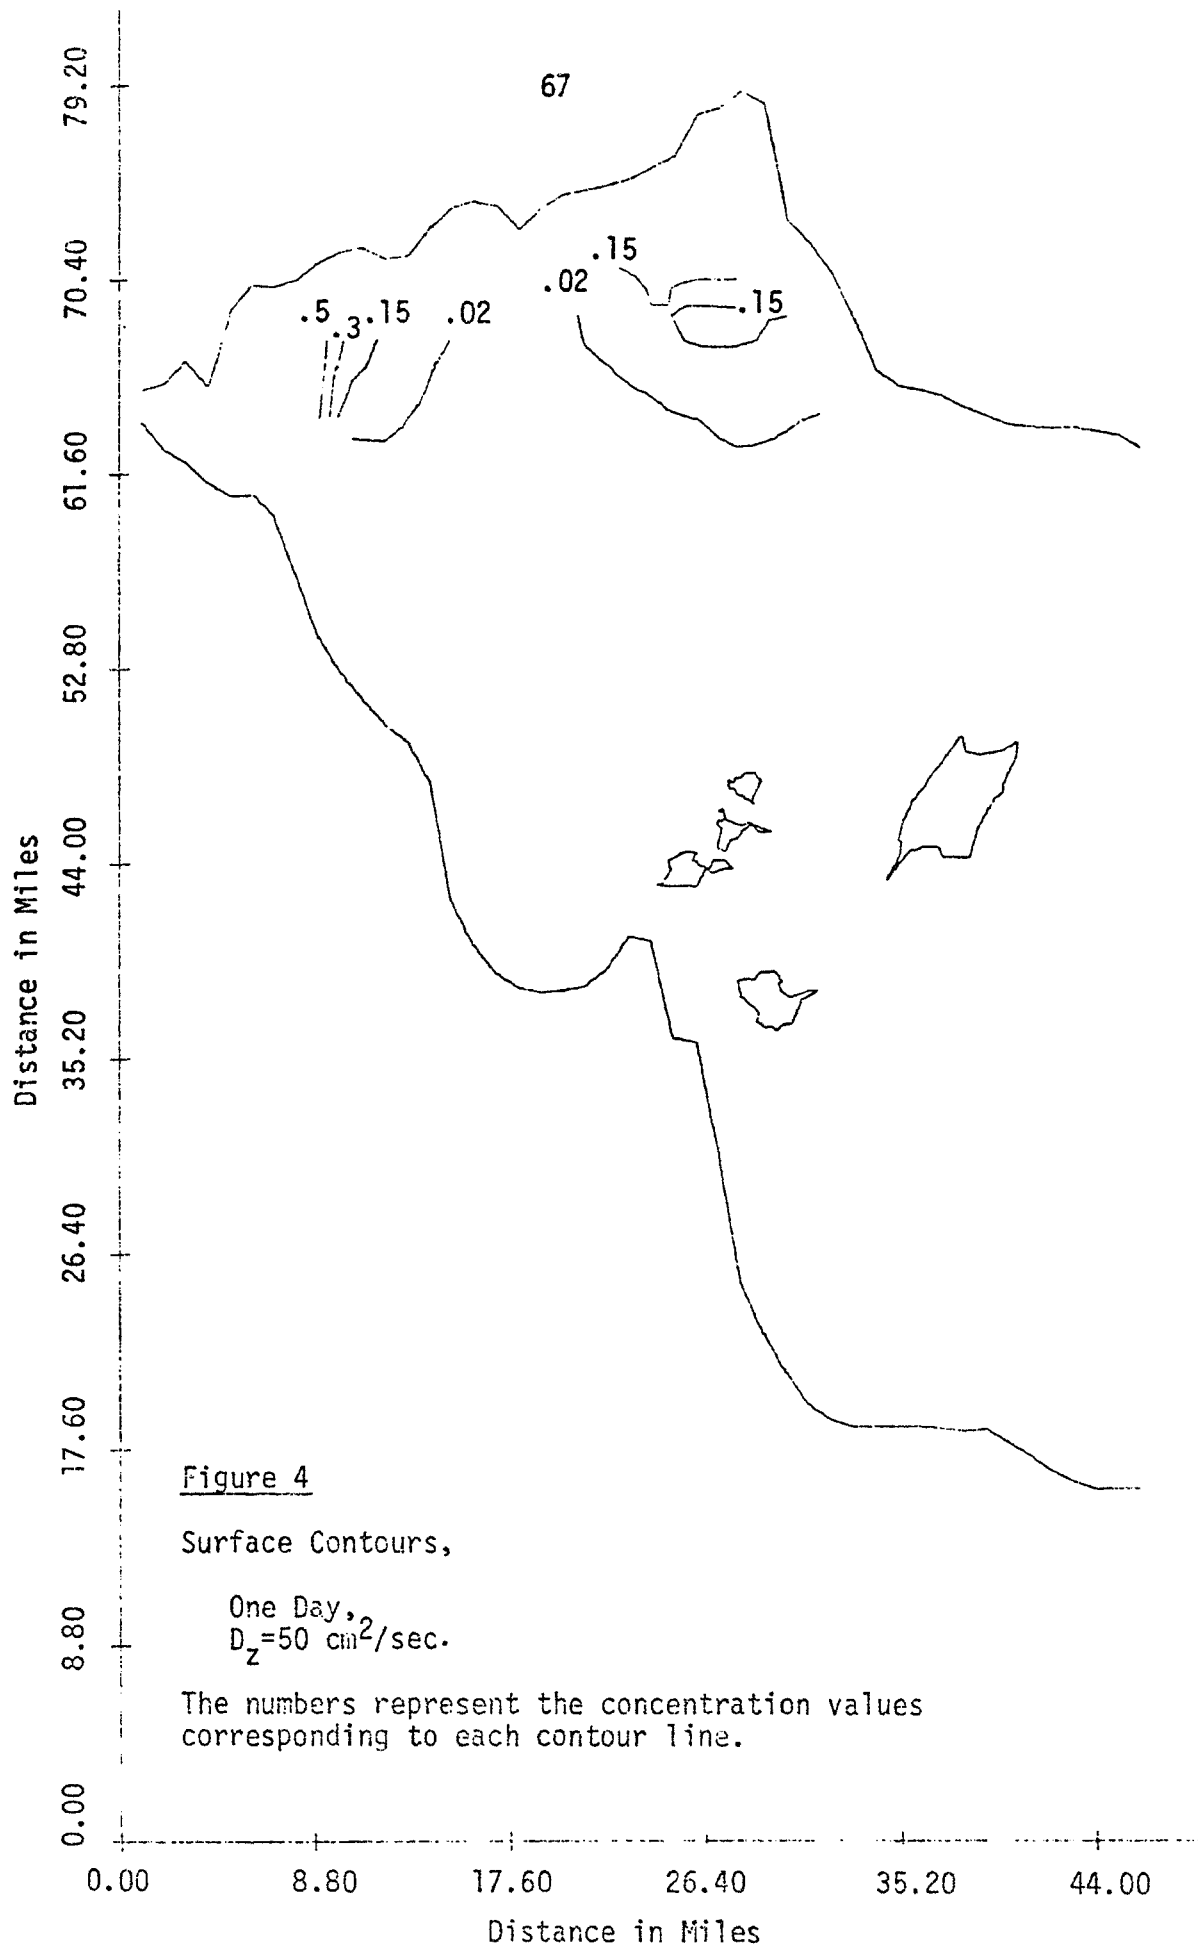 67
79.20
70.40
61.60
52.80
44.00
35.20
26.40
17.60
8.80
0.00
Distance in Miles
.15
.02
.15
.5
.3
.15
.02
Figure 4
Surface Contours,
One Day,
D_z=50 cm²/sec.
The numbers represent the concentration values
corresponding to each contour line.
0.00 8.80 17.60 26.40 35.20 44.00
Distance in Miles